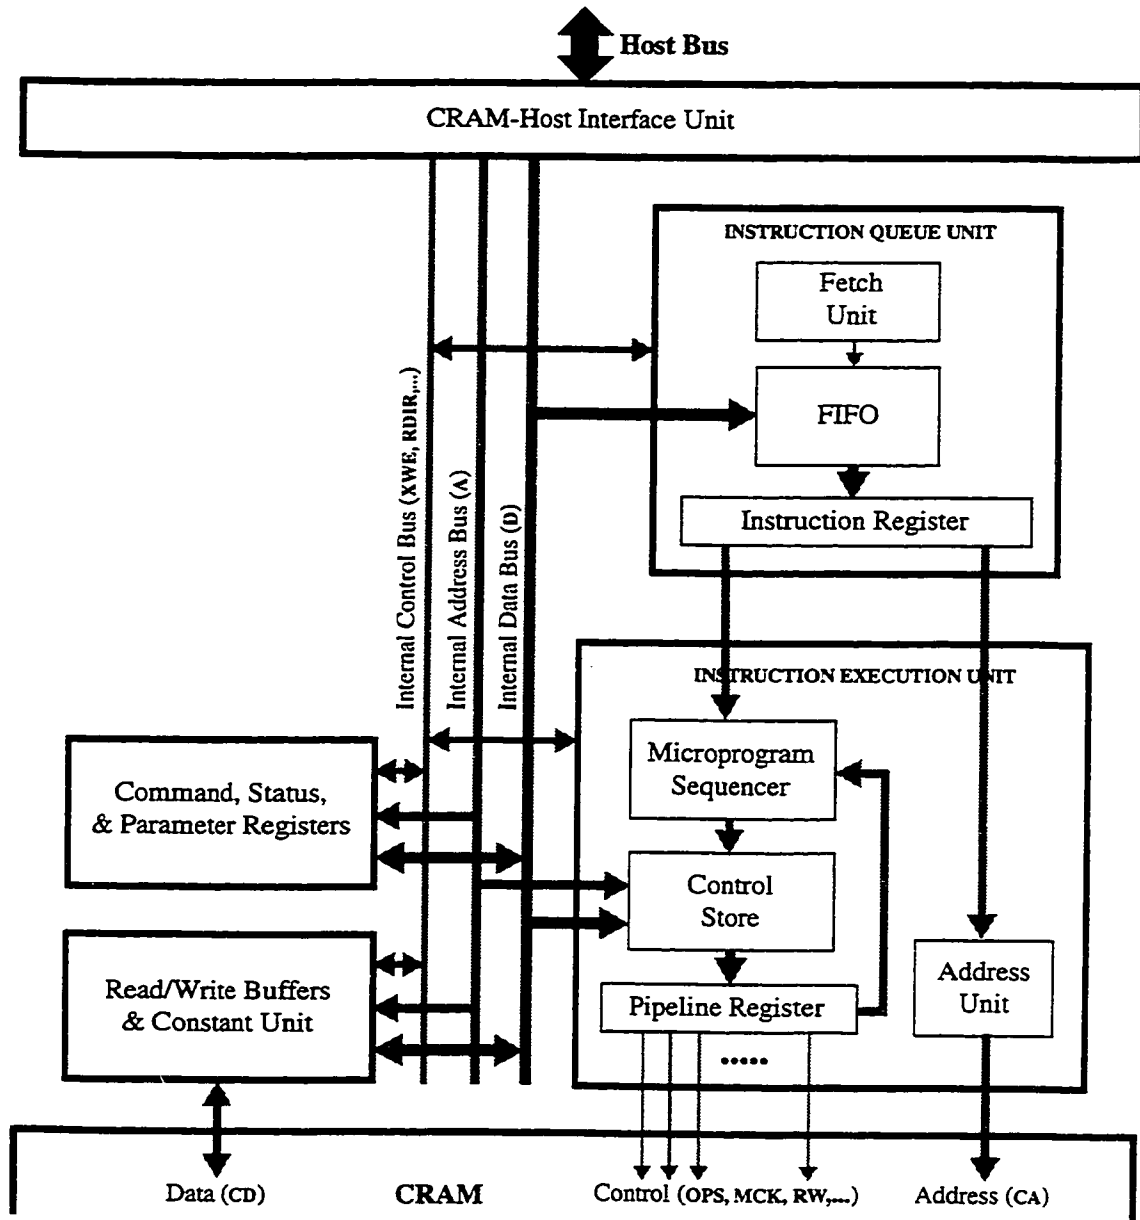 Host Bus
CRAM-Host Interface Unit
INSTRUCTION QUEUE UNIT
Fetch
Unit
FIFO
Instruction Register
Internal Control Bus (XWE, RDIR,...)
Internal Address Bus (A)
Internal Data Bus (D)
INSTRUCTION EXECUTION UNIT
Microprogram
Sequencer
Command, Status,
& Parameter Registers
Control
Store
Read/Write Buffers
& Constant Unit
Pipeline Register
Address
Unit
.....
Data (CD)
CRAM
Control (OPS, MCK, RW,...)
Address (CA)